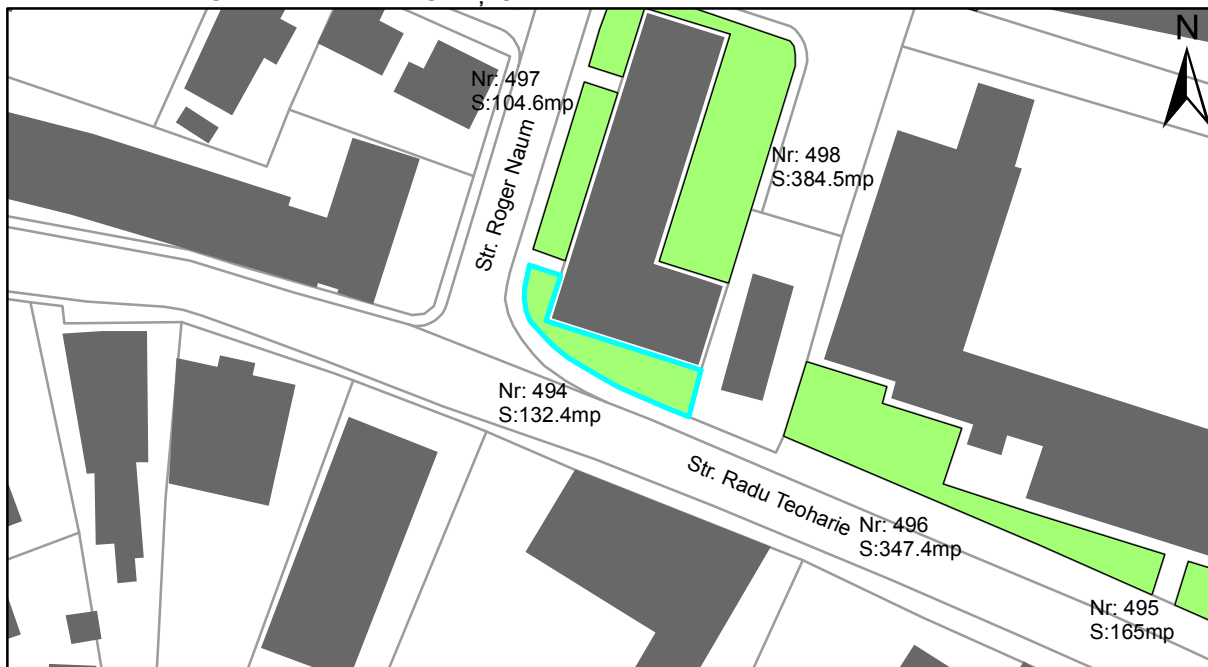 N
Nr: 497
S:104.6mp
Str. Roger Naum
Nr: 498
S:384.5mp
Nr: 494
S:132.4mp
Str. Radu Teoharie
Nr: 496
S:347.4mp
Nr: 495
S:165mp